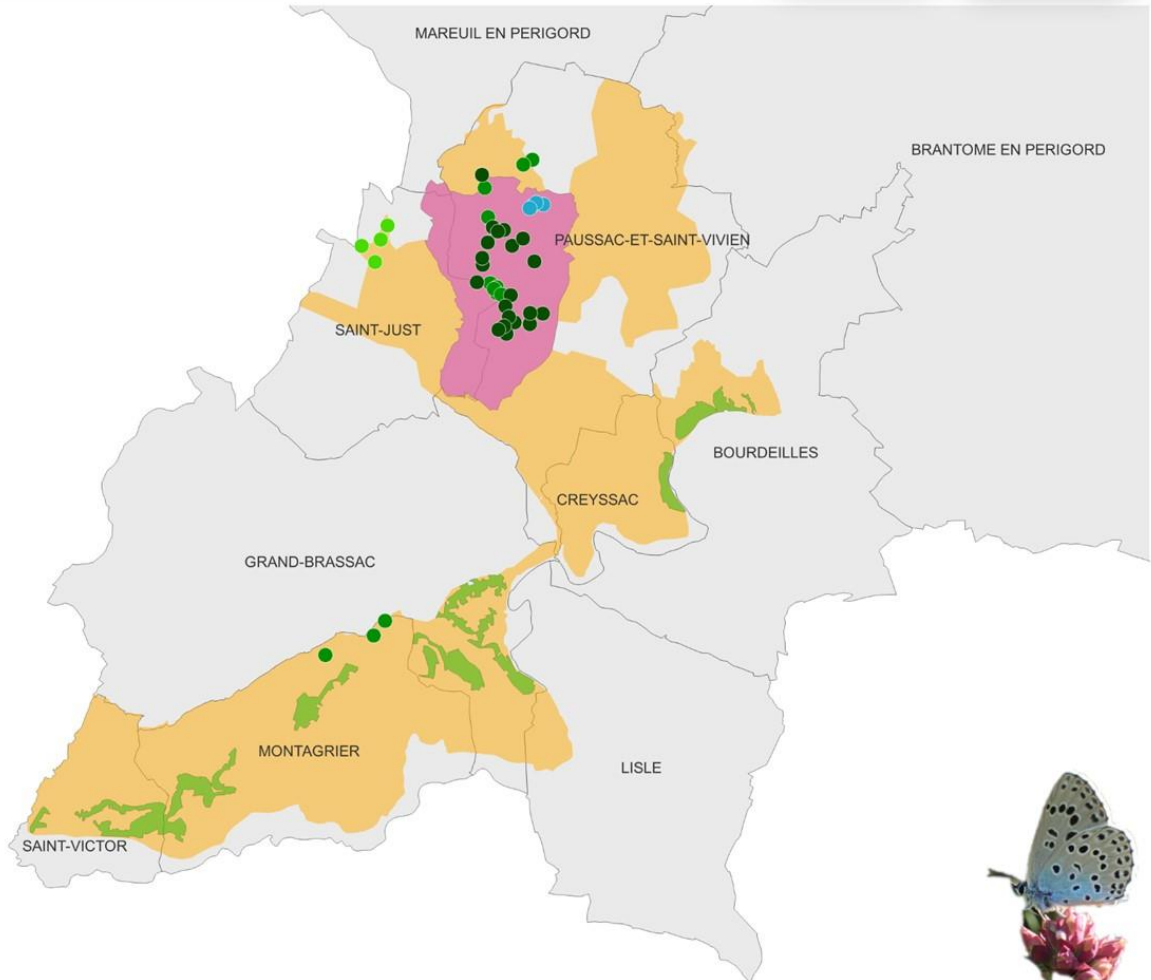 MAREUIL EN PERIGORD
BRANTOME EN PERIGORD
PAUSSAC-ET-SAINT-VIVIEN
SAINT-JUST
BOURDEILLES
CREYSSAC
GRAND-BRASSAC
MONTAGRIER
LISLE
SAINT-VICTOR